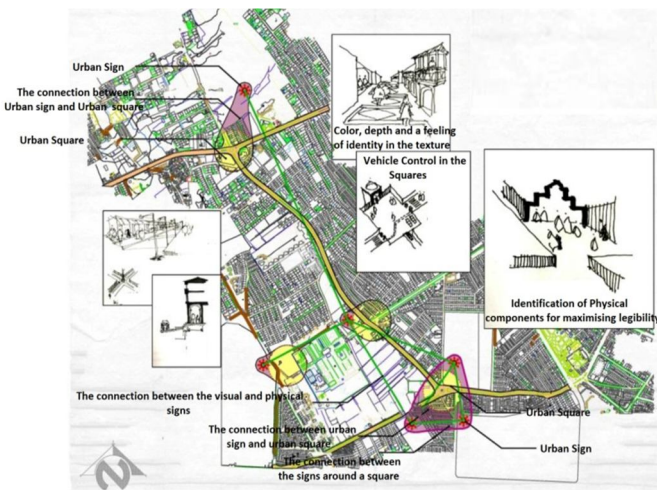 Urban Sign
The connection between
Urban sign and Urban square
Urban Square
Color, depth and a feeling
of identity in the texture
Vehicle Control in the
Squares
Identification of Physical
components for maximising legibility
The connection between the visual and physical
signs
The connection between urban
sign and urban square
The connection between
the signs around a square
Urban Square
Urban Sign